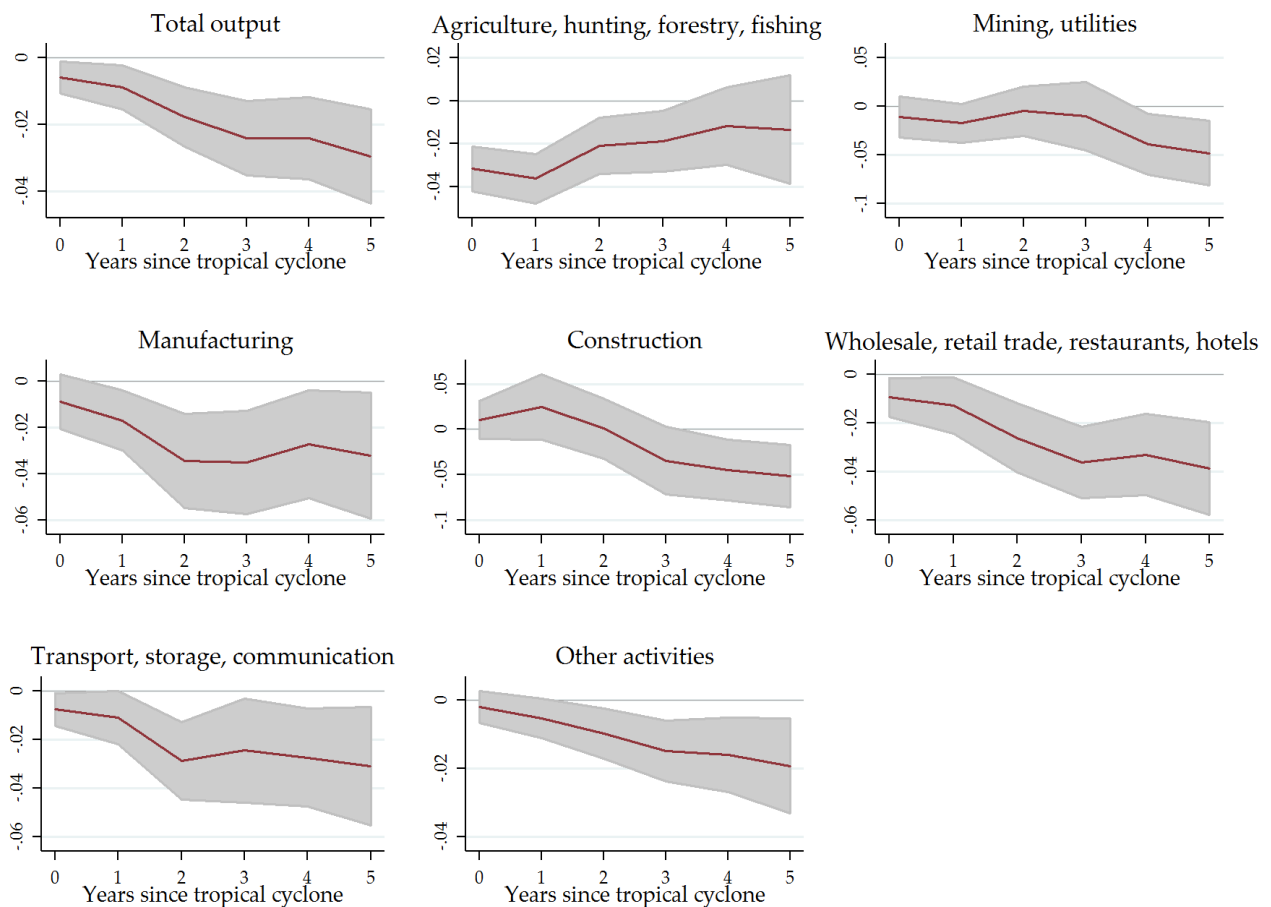 Total output
0
-.02
-.04
0 1 2 3 4 5
Years since tropical cyclone
Agriculture, hunting, forestry, fishing
.02
0
-.02
-.04
0 1 2 3 4 5
Years since tropical cyclone
Mining, utilities
.05
0
-.05
-.1
0 1 2 3 4 5
Years since tropical cyclone
Manufacturing
0
-.02
-.04
-.06
0 1 2 3 4 5
Years since tropical cyclone
Construction
.05
0
-.05
-.1
0 1 2 3 4 5
Years since tropical cyclone
Wholesale, retail trade, restaurants, hotels
0
-.02
-.04
-.06
0 1 2 3 4 5
Years since tropical cyclone
Transport, storage, communication
0
-.02
-.04
-.06
0 1 2 3 4 5
Years since tropical cyclone
Other activities
0
-.02
-.04
0 1 2 3 4 5
Years since tropical cyclone